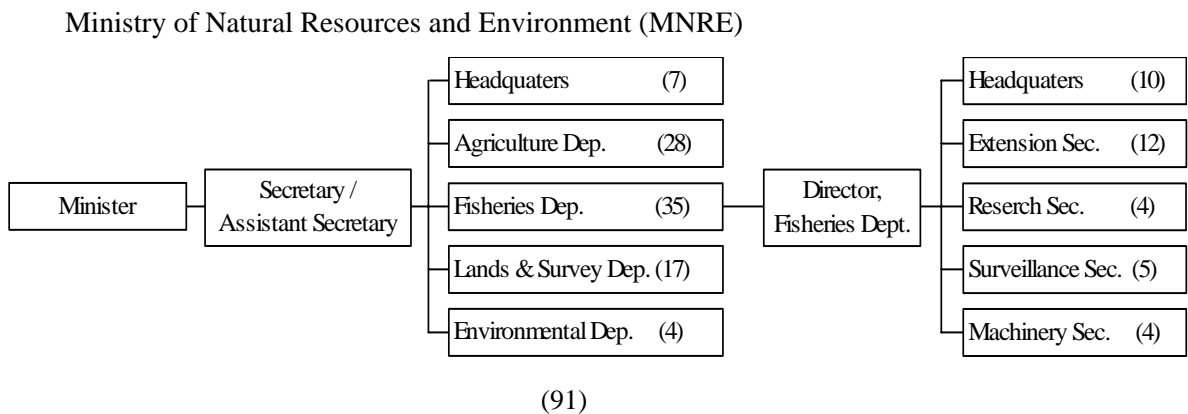 Ministry of Natural Resources and Environment (MNRE)
Minister
Secretary /
Assistant Secretary
Headquaters (7)
Agriculture Dep. (28)
Fisheries Dep. (35)
Lands & Survey Dep. (17)
Environmental Dep. (4)
(91)
Director,
Fisheries Dept.
Headquaters (10)
Extension Sec. (12)
Reserch Sec. (4)
Surveillance Sec. (5)
Machinery Sec. (4)